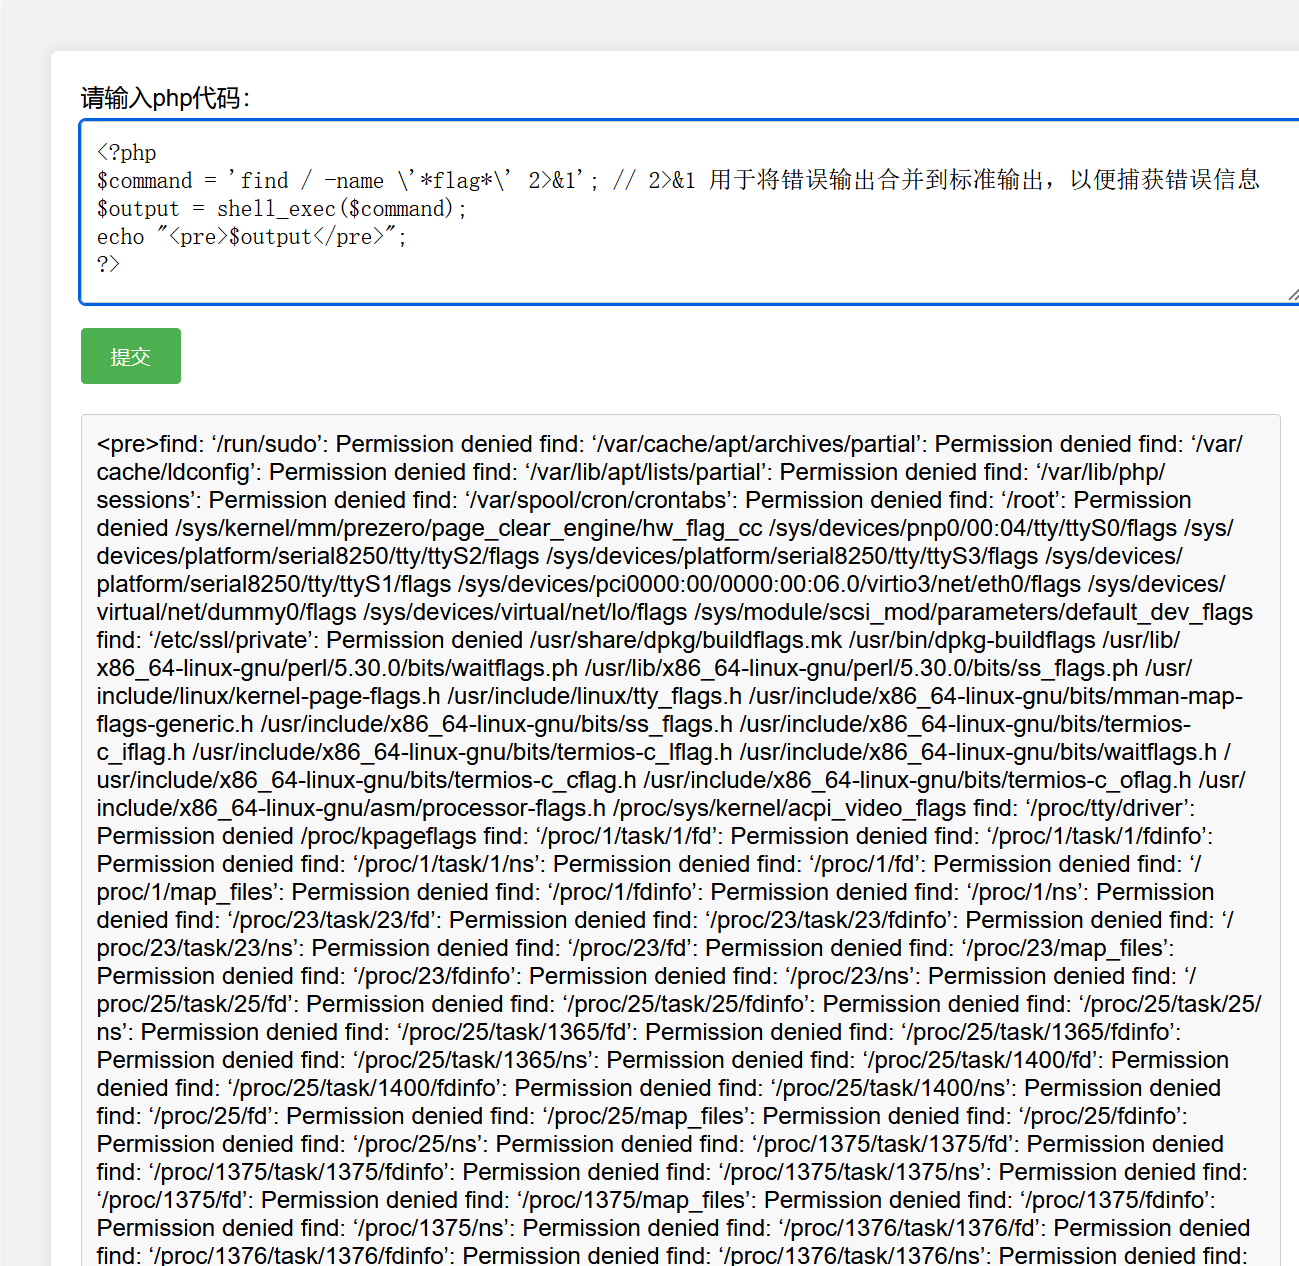 请输入php代码：
<?php
$command = 'find / -name \'*flag*\' 2>&1'; // 2>&1 用于将错误输出合并到标准输出，以便捕获错误信息
$output = shell_exec($command);
echo "<pre>$output</pre>";
?>
提交
<pre>find: ‘/run/sudo’: Permission denied find: ‘/var/cache/apt/archives/partial’: Permission denied find: ‘/var/
cache/ldconfig’: Permission denied find: ‘/var/lib/apt/lists/partial’: Permission denied find: ‘/var/lib/php/
sessions’: Permission denied find: ‘/var/spool/cron/crontabs’: Permission denied find: ‘/root’: Permission
denied /sys/kernel/mm/prezero/page_clear_engine/hw_flag_cc /sys/devices/pnp0/00:04/tty/ttyS0/flags /sys/
devices/platform/serial8250/tty/ttyS2/flags /sys/devices/platform/serial8250/tty/ttyS3/flags /sys/devices/
platform/serial8250/tty/ttyS1/flags /sys/devices/pci0000:00/0000:00:06.0/virtio3/net/eth0/flags /sys/devices/
virtual/net/dummy0/flags /sys/devices/virtual/net/lo/flags /sys/module/scsi_mod/parameters/default_dev_flags
find: ‘/etc/ssl/private’: Permission denied /usr/share/dpkg/buildflags.mk /usr/bin/dpkg-buildflags /usr/lib/
x86_64-linux-gnu/perl/5.30.0/bits/waitflags.ph /usr/lib/x86_64-linux-gnu/perl/5.30.0/bits/ss_flags.ph /usr/
include/linux/kernel-page-flags.h /usr/include/linux/tty_flags.h /usr/include/x86_64-linux-gnu/bits/mman-map-
flags-generic.h /usr/include/x86_64-linux-gnu/bits/ss_flags.h /usr/include/x86_64-linux-gnu/bits/termios-
c_iflag.h /usr/include/x86_64-linux-gnu/bits/termios-c_lflag.h /usr/include/x86_64-linux-gnu/bits/waitflags.h /
usr/include/x86_64-linux-gnu/bits/termios-c_cflag.h /usr/include/x86_64-linux-gnu/bits/termios-c_oflag.h /usr/
include/x86_64-linux-gnu/asm/processor-flags.h /proc/sys/kernel/acpi_video_flags find: ‘/proc/tty/driver’:
Permission denied /proc/kpageflags find: ‘/proc/1/task/1/fd’: Permission denied find: ‘/proc/1/task/1/fdinfo’:
Permission denied find: ‘/proc/1/task/1/ns’: Permission denied find: ‘/proc/1/fd’: Permission denied find: ‘/
proc/1/map_files’: Permission denied find: ‘/proc/1/fdinfo’: Permission denied find: ‘/proc/1/ns’: Permission
denied find: ‘/proc/23/task/23/fd’: Permission denied find: ‘/proc/23/task/23/fdinfo’: Permission denied find: ‘/
proc/23/task/23/ns’: Permission denied find: ‘/proc/23/fd’: Permission denied find: ‘/proc/23/map_files’:
Permission denied find: ‘/proc/23/fdinfo’: Permission denied find: ‘/proc/23/ns’: Permission denied find: ‘/
proc/25/task/25/fd’: Permission denied find: ‘/proc/25/task/25/fdinfo’: Permission denied find: ‘/proc/25/task/25/
ns’: Permission denied find: ‘/proc/25/task/1365/fd’: Permission denied find: ‘/proc/25/task/1365/fdinfo’:
Permission denied find: ‘/proc/25/task/1365/ns’: Permission denied find: ‘/proc/25/task/1400/fd’: Permission
denied find: ‘/proc/25/task/1400/fdinfo’: Permission denied find: ‘/proc/25/task/1400/ns’: Permission denied
find: ‘/proc/25/fd’: Permission denied find: ‘/proc/25/map_files’: Permission denied find: ‘/proc/25/fdinfo’:
Permission denied find: ‘/proc/25/ns’: Permission denied find: ‘/proc/1375/task/1375/fd’: Permission denied
find: ‘/proc/1375/task/1375/fdinfo’: Permission denied find: ‘/proc/1375/task/1375/ns’: Permission denied find:
‘/proc/1375/fd’: Permission denied find: ‘/proc/1375/map_files’: Permission denied find: ‘/proc/1375/fdinfo’:
Permission denied find: ‘/proc/1375/ns’: Permission denied find: ‘/proc/1376/task/1376/fd’: Permission denied
find: ‘/proc/1376/task/1376/fdinfo’: Permission denied find: ‘/proc/1376/task/1376/ns’: Permission denied find: